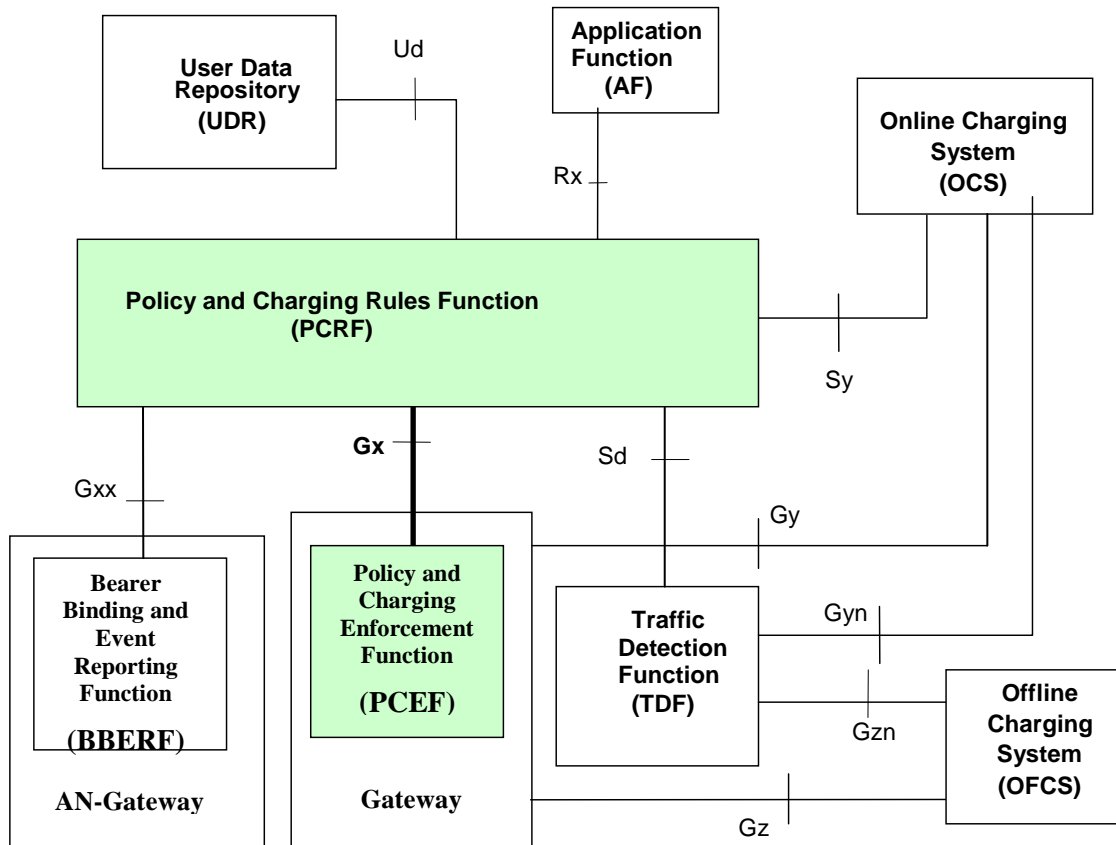 User Data
Repository
(UDR)
Ud
Application
Function
(AF)
Rx
Online Charging
System
(OCS)
Policy and Charging Rules Function
(PCRF)
Sy
Gxx
Gx
Sd
Gy
Bearer
Binding and
Event
Reporting
Function
(BBERF)
AN-Gateway
Policy and
Charging
Enforcement
Function
(PCEF)
Gateway
Traffic
Detection
Function
(TDF)
Gyn
Gzn
Gz
Offline
Charging
System
(OFCS)